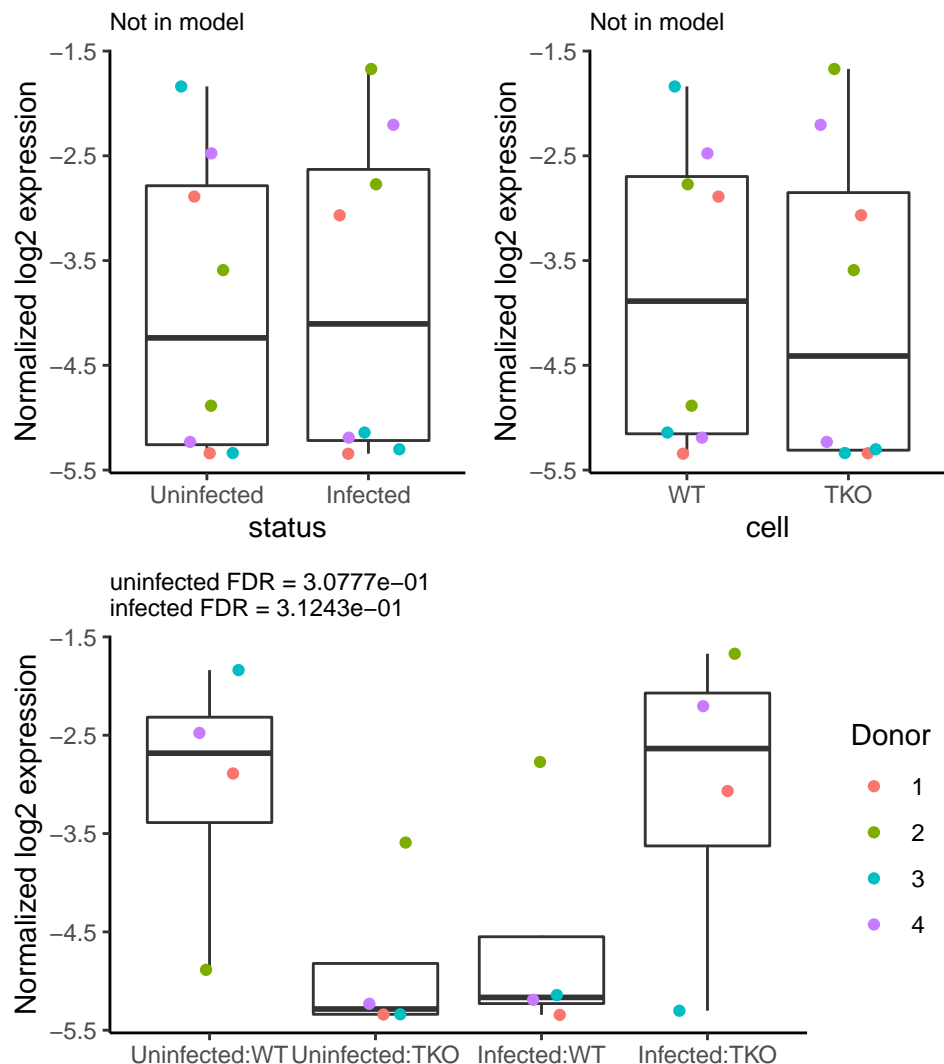 Not in model
Normalized log2 expression
−1.5
−2.5
−3.5
−4.5
−5.5
Uninfected Infected
status
Not in model
Normalized log2 expression
−1.5
−2.5
−3.5
−4.5
−5.5
WT TKO
cell
uninfected FDR = 3.0777e−01
infected FDR = 3.1243e−01
Normalized log2 expression
−1.5
−2.5
−3.5
−4.5
−5.5
Uninfected:WT Uninfected:TKO Infected:WT Infected:TKO
Donor
1
2
3
4